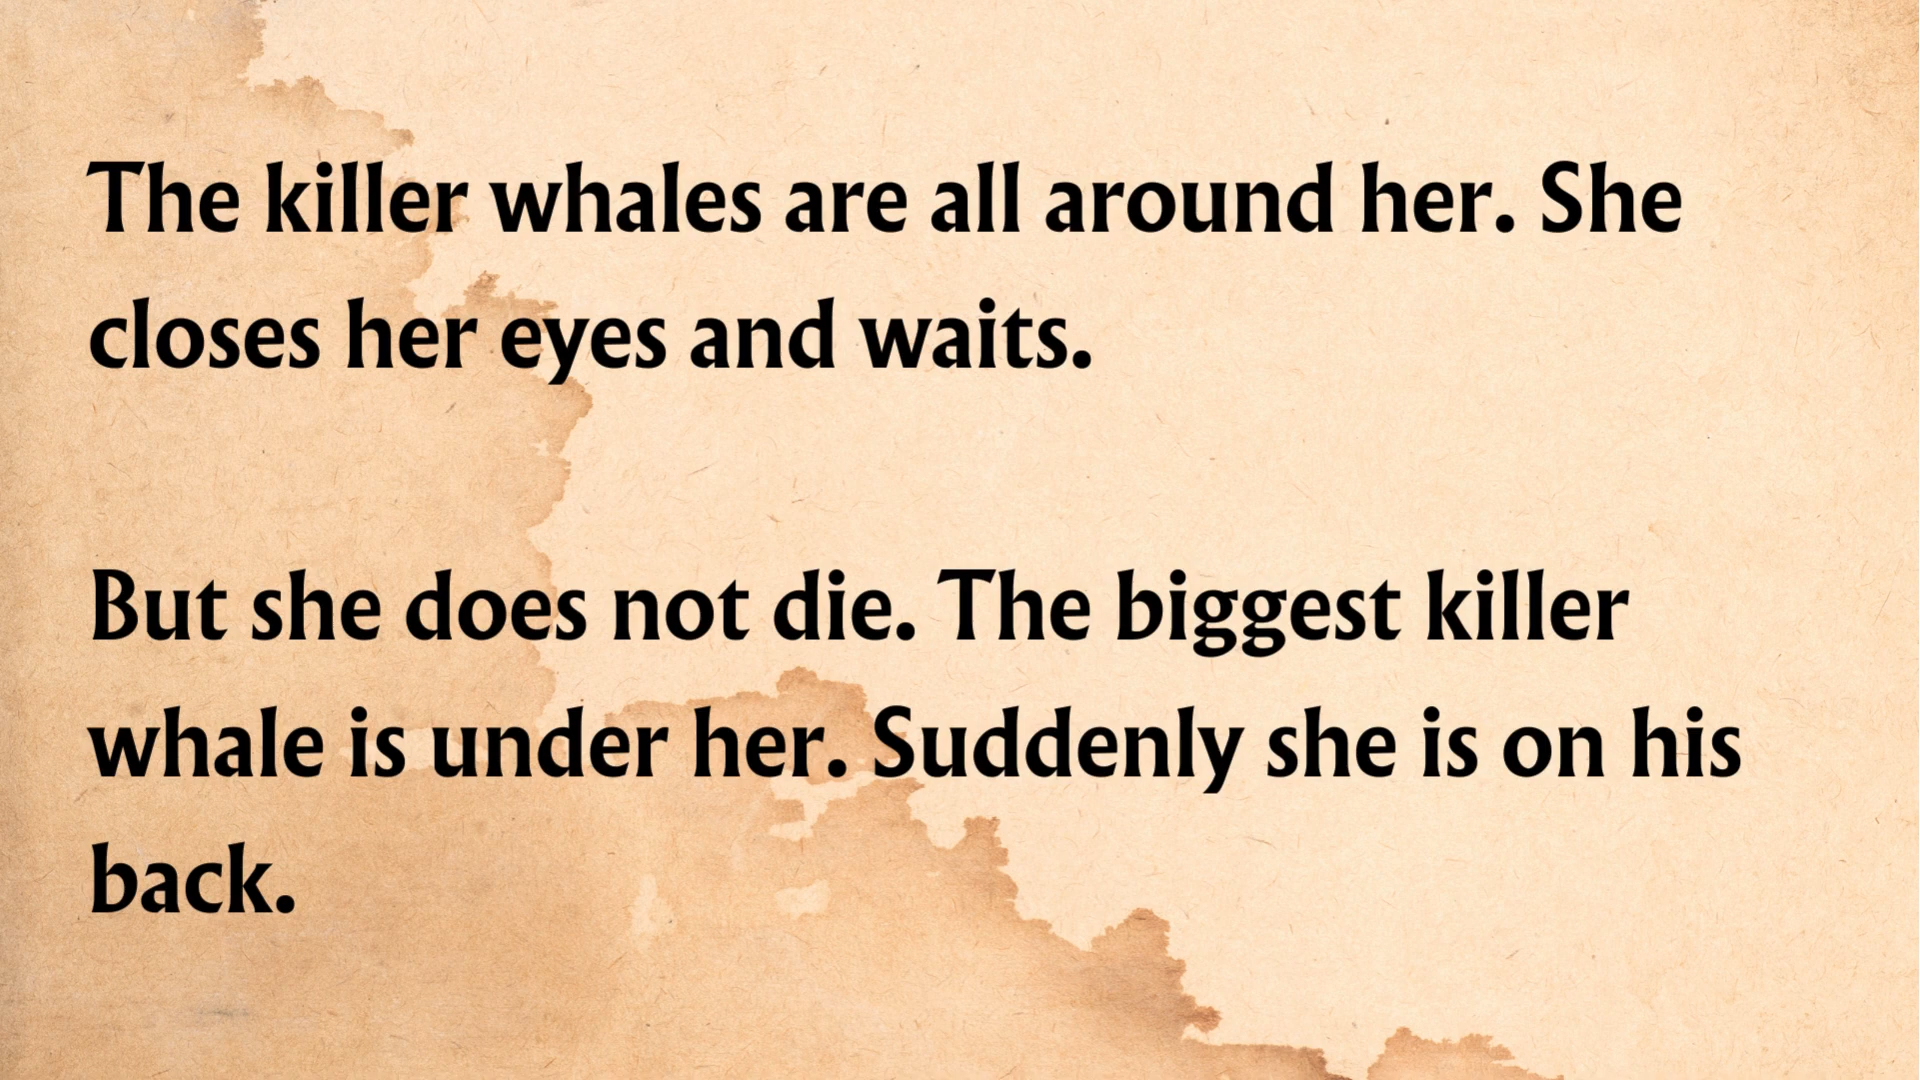 The killer whales are all around her. She
closes her eyes and waits.
But she does not die. The biggest killer
whale is under her. Suddenly she is on his
back.